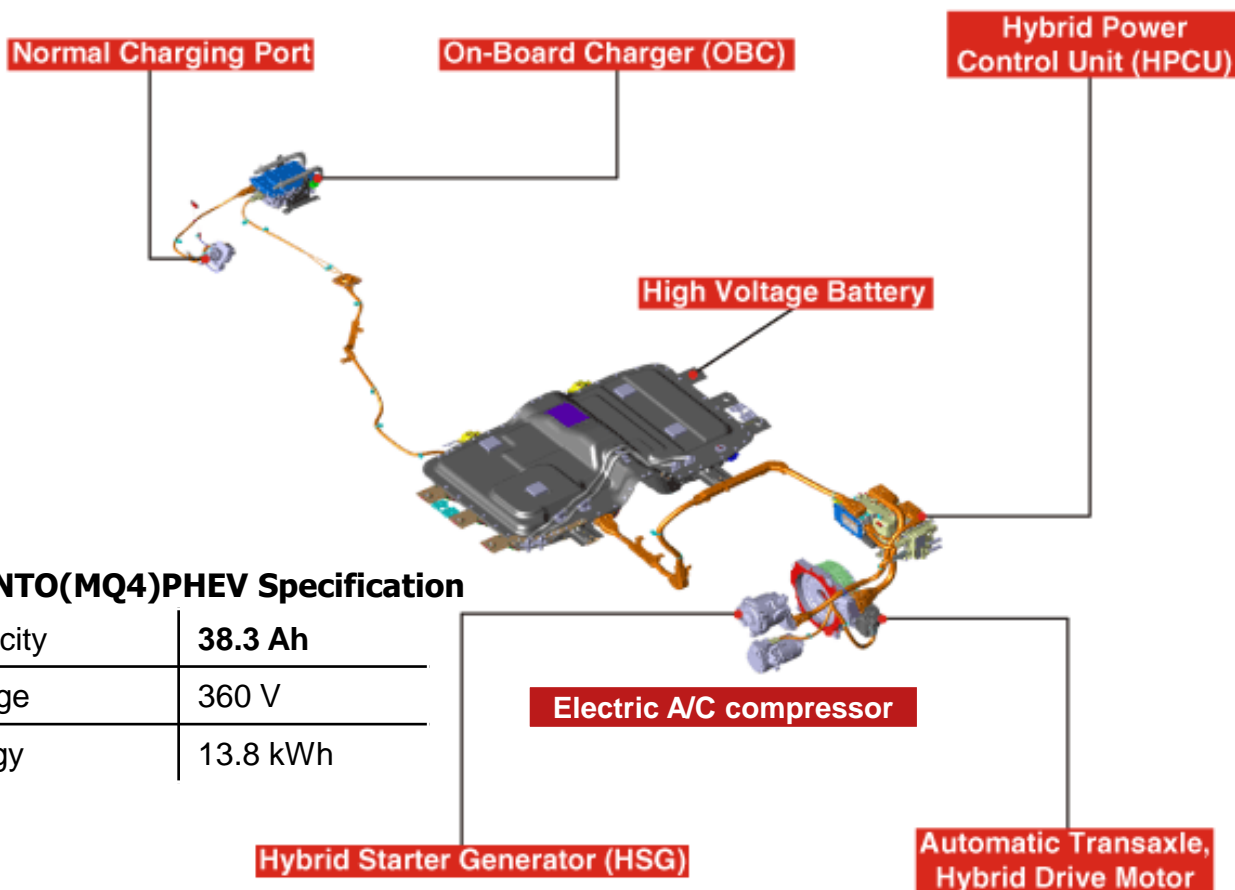 Hybrid Power
Control Unit (HPCU)
Normal Charging Port
On-Board Charger (OBC)
High Voltage Battery
NTO(MQ4)PHEV Specification
city 38.3 Ah
ge 360 V
gy 13.8 kWh
Electric A/C compressor
Hybrid Starter Generator (HSG)
Automatic Transaxle,
Hybrid Drive Motor